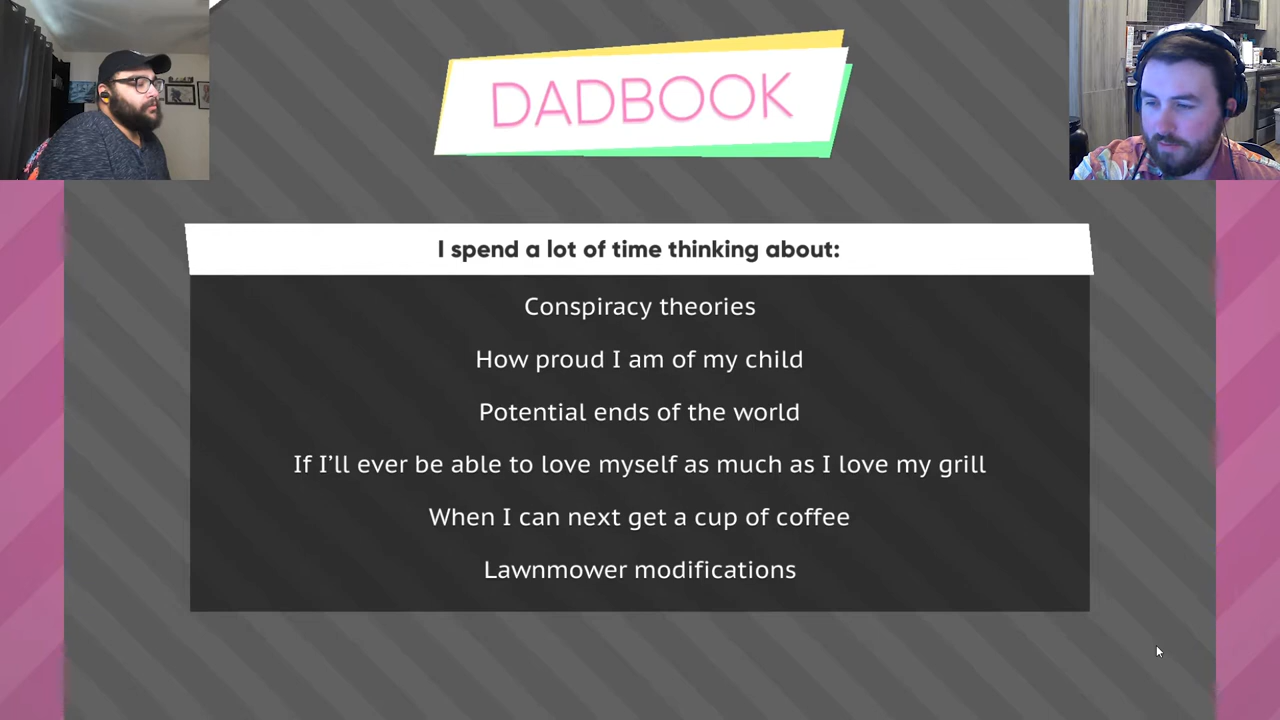 DADBOOK
I spend a lot of time thinking about:
Conspiracy theories
How proud I am of my child
Potential ends of the world
If I’ll ever be able to love myself as much as I love my grill
When I can next get a cup of coffee
Lawnmower modifications